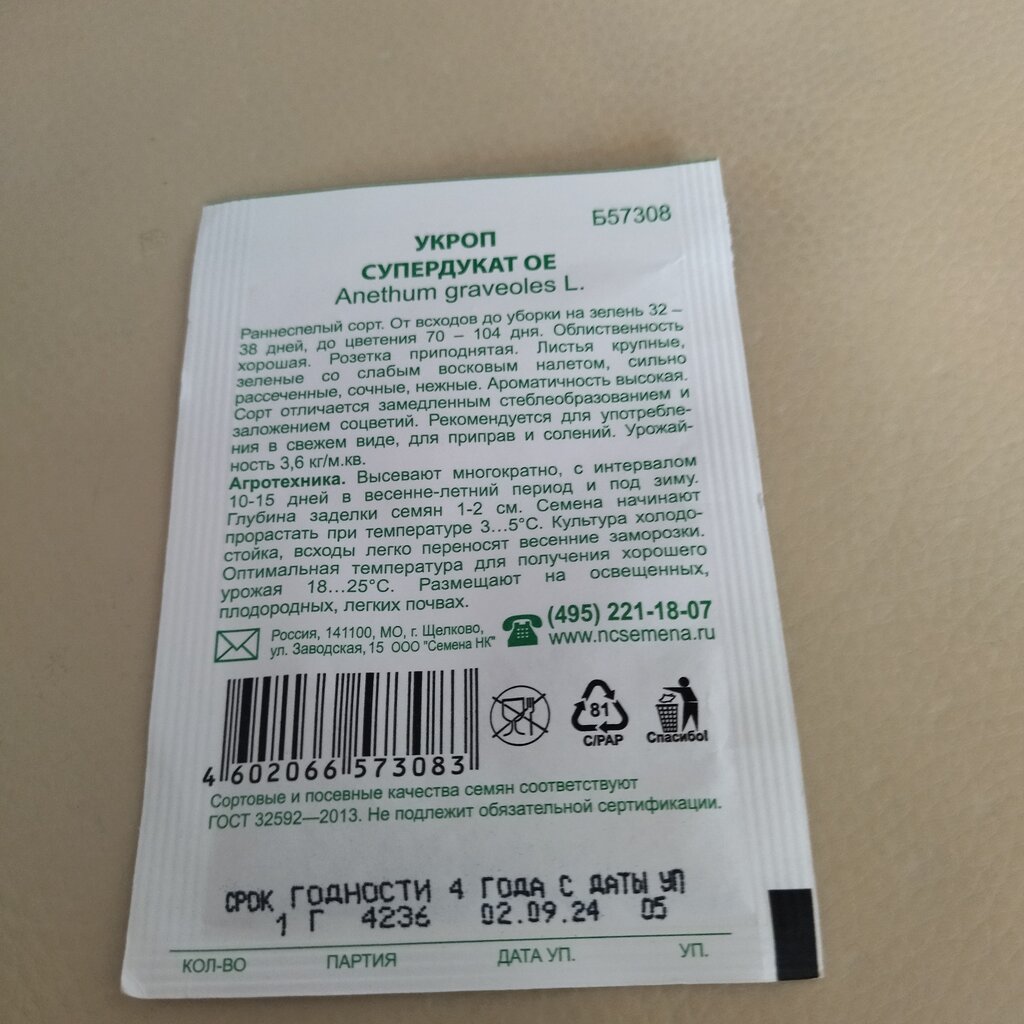 Б57308
УКРОП
СУПЕРДУКАТ ОЕ
Anethum graveoles L.
Раннеспелый сорт. От всходов до уборки на зелень 32 –
38 дней, до цветения 70 – 104 дня. Облиственность
хорошая. Розетка приподнятая. Листья крупные,
зеленые со слабым восковым налетом, сильно
рассеченные, сочные, нежные. Ароматичность высокая.
Сорт отличается замедленным стеблеобразованием и
заложением соцветий. Рекомендуется для употребле-
ния в свежем виде, для приправ и солений. Урожай-
ность 3,6 кг/м.кв.
Агротехника. Высевают многократно, с интервалом
10-15 дней в весенне-летний период и под зиму.
Глубина заделки семян 1-2 см. Семена начинают
прорастать при температуре 3...5°С. Культура холодо-
стойка, всходы легко переносят весенние заморозки.
Оптимальная температура для получения хорошего
урожая 18...25°С. Размещают на освещенных,
плодородных, легких почвах.
Россия, 141100, МО, г. Щелково,
ул. Заводская,15 ООО "Семена НК"
(495) 221-18-07
www.ncsemena.ru
81
C/PAP
Спасибо!
4 602066 573083
Сортовые и посевные качества семян соответствуют
ГОСТ 32592—2013. Не подлежит обязательной сертификации.
СРОК ГОДНОСТИ 4 ГОДА С ДАТЫ УП
1 Г 4236 02.09.24 05
КОЛ-ВО ПАРТИЯ ДАТА УП. УП.